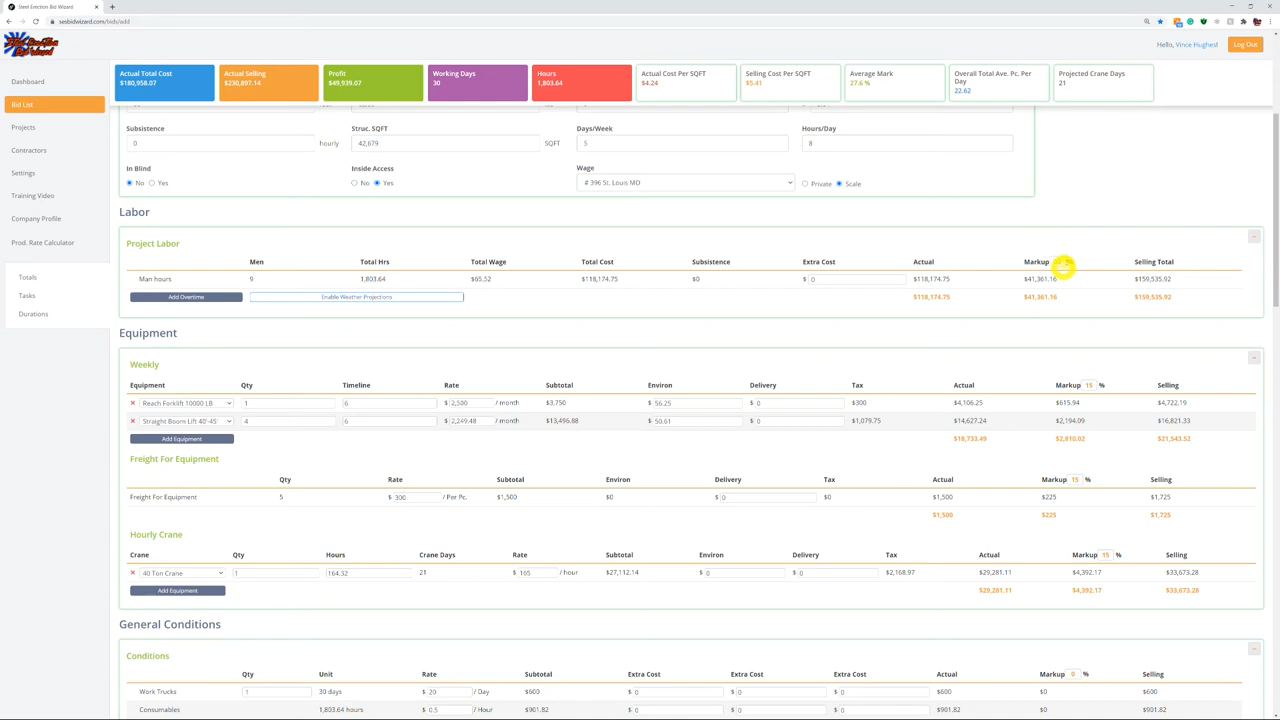 Steel Erection Bid Wizard
sesbidwizard.com/bids/add
Steel Erection
Bid Wizard
Hello, Vince Hughes!
Log Out
Dashboard
Bid List
Projects
Contractors
Settings
Training Video
Company Profile
Prod. Rate Calculator
Totals
Tasks
Durations
Actual Total Cost
$180,958.07
Actual Selling
$230,897.14
Profit
$49,939.07
Working Days
30
Hours
1,803.64
Actual Cost Per SQFT
$4.24
Selling Cost Per SQFT
$5.41
Average Mark
27.6 %
Overall Total Ave. Pc. Per Day
22.62
Projected Crane Days
21
Subsistence Struc. SQFT Days/Week Hours/Day
0 hourly 42,679 SQFT 5 8
In Blind Inside Access Wage
No Yes No Yes # 396 St. Louis MO Private Scale
Labor
Project Labor
Men Total Hrs Total Wage Total Cost Subsistence Extra Cost Actual Markup Selling Total
Man hours 9 1,803.64 $65.52 $118,174.75 $0 $ 0 $118,174.75 $41,361.16 $159,535.92
Add Overtime Enable Weather Projections $118,174.75 $41,361.16 $159,535.92
Equipment
Weekly
Equipment Qty Timeline Rate Subtotal Environ Delivery Tax Actual Markup 15 % Selling
Reach Forklift 10000 LB 1 6 $ 2,500 / month $3,750 $ 56.25 $ 0 $300 $4,106.25 $615.94 $4,722.19
Straight Boom Lift 40'-45' 4 6 $ 2,249.48 / month $13,496.88 $ 50.61 $ 0 $1,079.75 $14,627.24 $2,194.09 $16,821.33
Add Equipment $18,733.49 $2,810.02 $21,543.52
Freight For Equipment
Qty Rate Subtotal Environ Delivery Tax Actual Markup 15 % Selling
Freight For Equipment 5 $ 300 / Per Pc. $1,500 $0 $ 0 $0 $1,500 $225 $1,725
$1,500 $225 $1,725
Hourly Crane
Crane Qty Hours Crane Days Rate Subtotal Environ Delivery Tax Actual Markup 15 % Selling
40 Ton Crane 1 164.32 21 $ 165 / hour $27,112.14 $ 0 $ 0 $2,168.97 $29,281.11 $4,392.17 $33,673.28
Add Equipment $29,281.11 $4,392.17 $33,673.28
General Conditions
Conditions
Qty Unit Rate Subtotal Extra Cost Extra Cost Extra Cost Actual Markup 0 % Selling
Work Trucks 1 30 days $ 20 / Day $600 $ 0 $ 0 $ 0 $600 $0 $600
Consumables 1,803.64 hours $ 0.5 / Hour $901.82 $ 0 $ 0 $ 0 $901.82 $0 $901.82